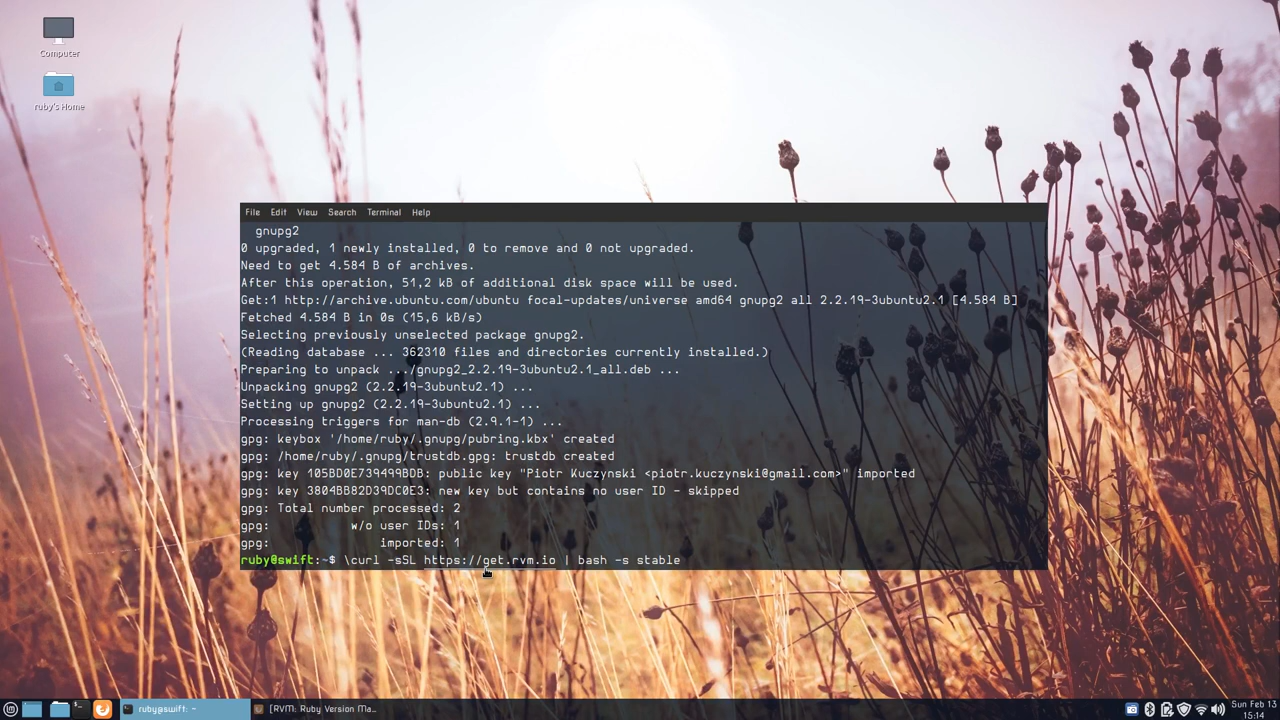 Computer
ruby's Home
File Edit View Search Terminal Help
gnupg2
0 upgraded, 1 newly installed, 0 to remove and 0 not upgraded.
Need to get 4.584 B of archives.
After this operation, 51,2 kB of additional disk space will be used.
Get:1 http://archive.ubuntu.com/ubuntu focal-updates/universe amd64 gnupg2 all 2.2.19-3ubuntu2.1 [4.584 B]
Fetched 4.584 B in 0s (15,6 kB/s)
Selecting previously unselected package gnupg2.
(Reading database ... 362310 files and directories currently installed.)
Preparing to unpack .../gnupg2_2.2.19-3ubuntu2.1_all.deb ...
Unpacking gnupg2 (2.2.19-3ubuntu2.1) ...
Setting up gnupg2 (2.2.19-3ubuntu2.1) ...
Processing triggers for man-db (2.9.1-1) ...
gpg: keybox '/home/ruby/.gnupg/pubring.kbx' created
gpg: /home/ruby/.gnupg/trustdb.gpg: trustdb created
gpg: key 105BD0E739499BDB: public key "Piotr Kuczynski <piotr.kuczynski@gmail.com>" imported
gpg: key 3804BB82D39DC0E3: new key but contains no user ID - skipped
gpg: Total number processed: 2
gpg: w/o user IDs: 1
gpg: imported: 1
ruby@swift:~$ \curl -sSL https://get.rvm.io | bash -s stable
ruby@swift: ~
[RVM: Ruby Version Ma...
Sun Feb 13
15:14